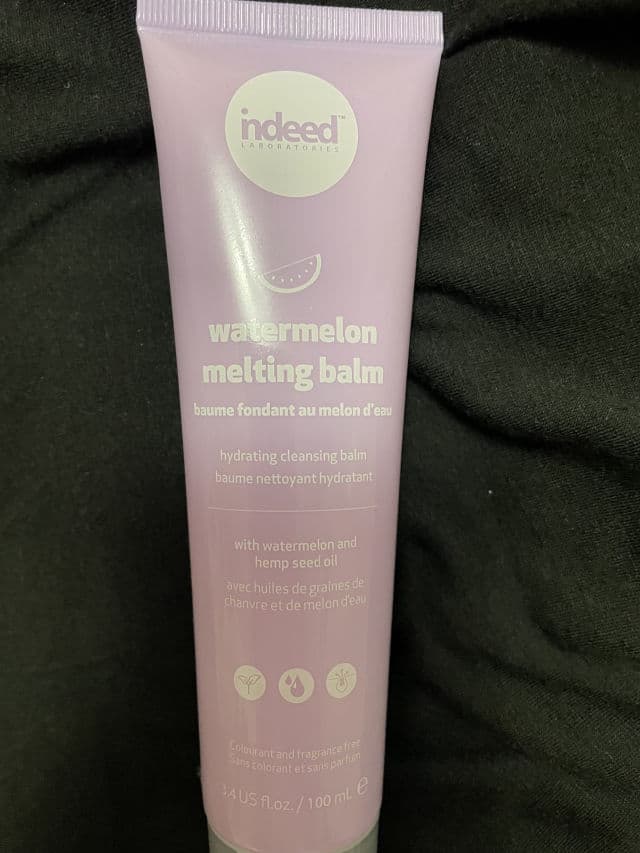 indeed™
LABORATORIES
watermelon
melting balm
baume fondant au melon d'eau
hydrating cleansing balm
baume nettoyant hydratant
with watermelon and
hemp seed oil
avec huiles de graines de
chanvre et de melon d'eau
Colourant and fragrance free
Sans colorant et sans parfum
3.4 US fl.oz. / 100 mL ℮